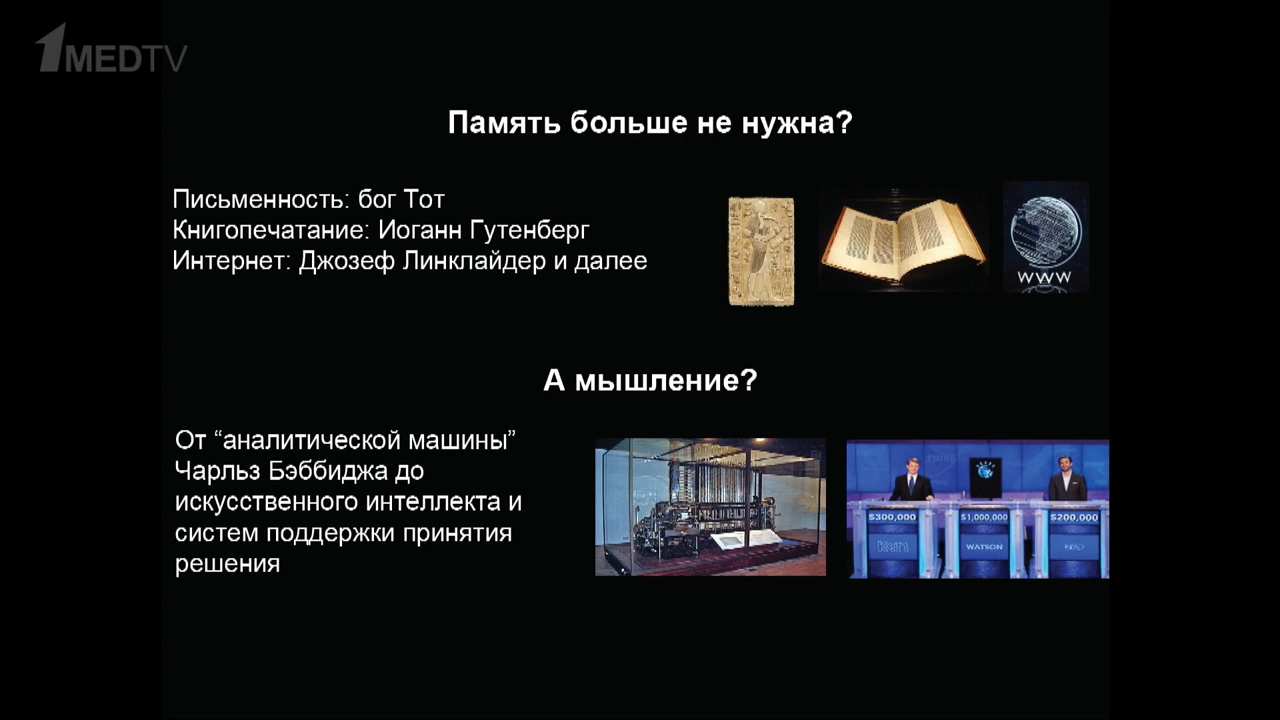 1MEDTV
Память больше не нужна?
Письменность: бог Тот
Книгопечатание: Иоганн Гутенберг
Интернет: Джозеф Линклайдер и далее
WWW
А мышление?
От “аналитической машины”
Чарльз Бэббиджа до
искусственного интеллекта и
систем поддержки принятия
решения
$300,000
$1,000,000
$200,000
Ken
WATSON